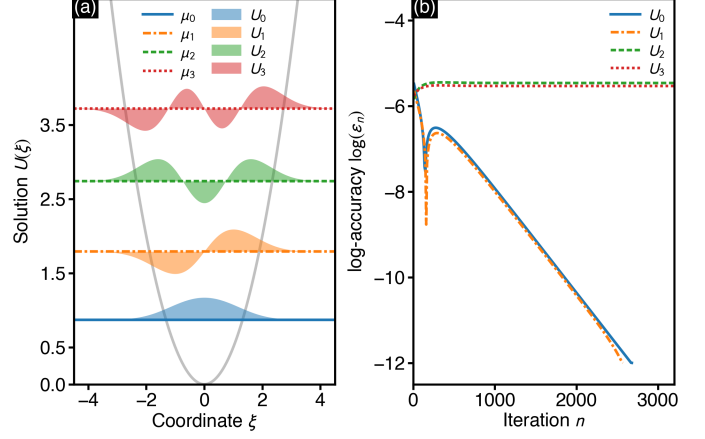 (a)
μ₀ U₀
μ₁ U₁
μ₂ U₂
μ₃ U₃
Solution U(ξ)
3.5
2.5
1.5
0.5
0.0
−4 −2 0 2 4
Coordinate ξ
(b)
U₀
U₁
U₂
U₃
log-accuracy log(εₙ)
−4
−6
−8
−10
−12
0 1000 2000 3000
Iteration n